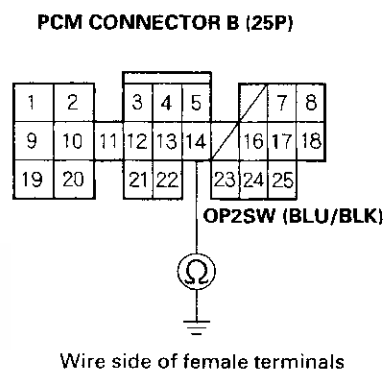 PCM CONNECTOR B (25P)
1 2 3 4 5 7 8
9 10 11 12 13 14 16 17 18
19 20 21 22 23 24 25
OP2SW (BLU/BLK)
Ω
Wire side of female terminals